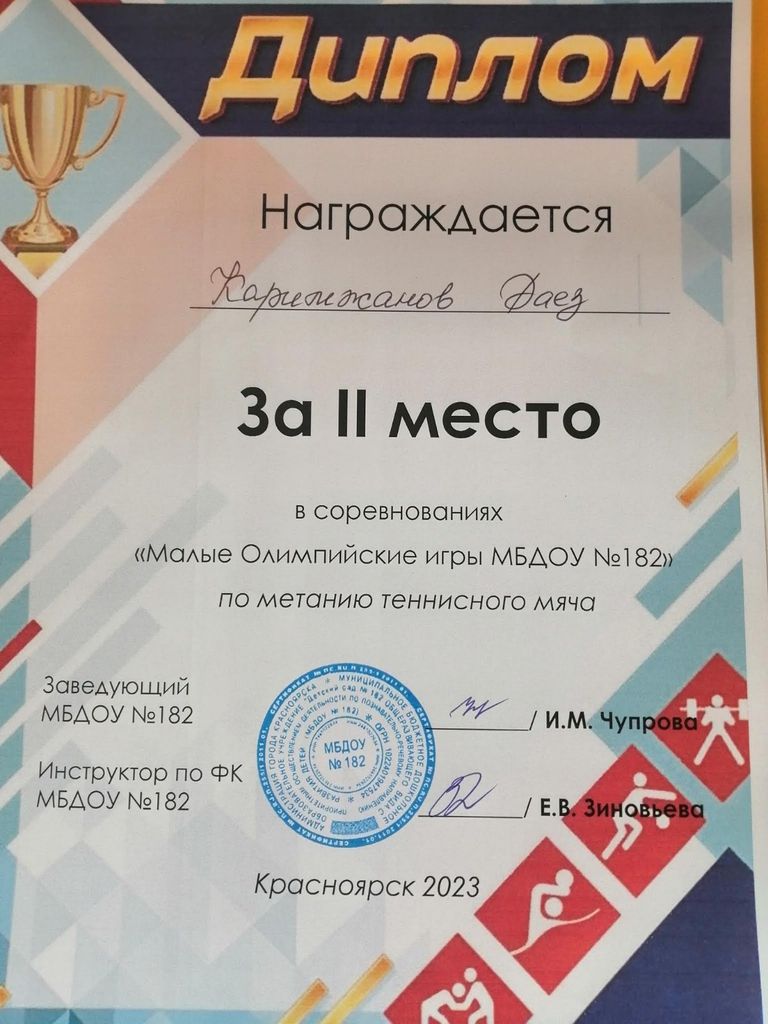 Диплом
Награждается
Каримжанов Фаез
За II место
в соревнованиях
«Малые Олимпийские игры МБДОУ №182»
по метанию теннисного мяча
Заведующий
МБДОУ №182
/ И.М. Чупрова
Инструктор по ФК
МБДОУ №182
/ Е.В. Зиновьева
МБДОУ
№ 182
Красноярск 2023